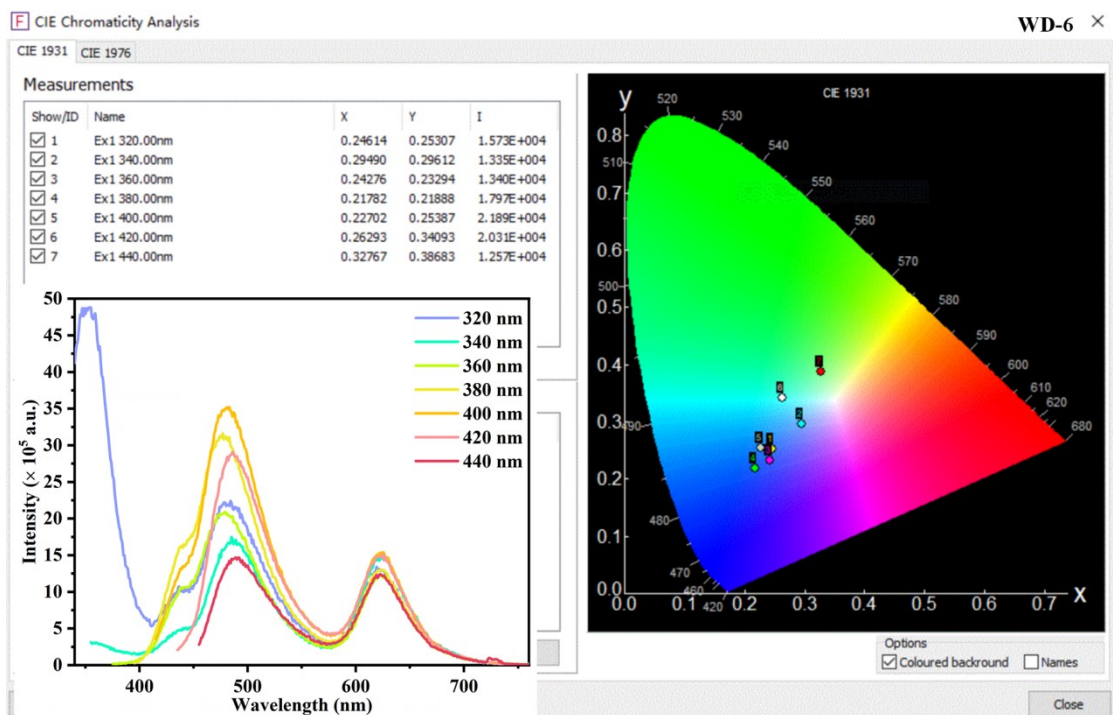 F CIE Chromaticity Analysis
WD-6
CIE 1931 CIE 1976
Measurements
Show/ID Name X Y I
1 Ex1 320.00nm 0.24614 0.25307 1.573E+004
2 Ex1 340.00nm 0.29490 0.29612 1.335E+004
3 Ex1 360.00nm 0.24276 0.23294 1.340E+004
4 Ex1 380.00nm 0.21782 0.21888 1.797E+004
5 Ex1 400.00nm 0.22702 0.25387 2.189E+004
6 Ex1 420.00nm 0.26293 0.34093 2.031E+004
7 Ex1 440.00nm 0.32767 0.38683 1.257E+004
50
45
40
35
30
25
20
15
10
5
0
Intensity (× 10⁵ a.u.)
320 nm
340 nm
360 nm
380 nm
400 nm
420 nm
440 nm
400 500 600 700
Wavelength (nm)
CIE 1931
y
0.8
0.7
0.6
0.5
0.4
0.3
0.2
0.1
0.0
0.0 0.1 0.2 0.3 0.4 0.5 0.6 0.7 X
520
530
540
550
560
570
580
590
600
610
620
680
510
500
490
480
470
460
420
7
6
2
5
1
3
4
Options
Coloured backround Names
Close